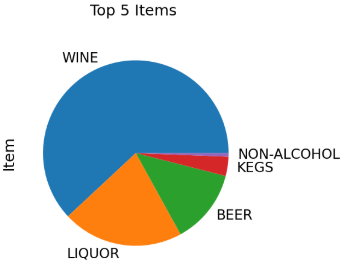 Top 5 Items
WINE
Item
NON-ALCOHOL
KEGS
BEER
LIQUOR